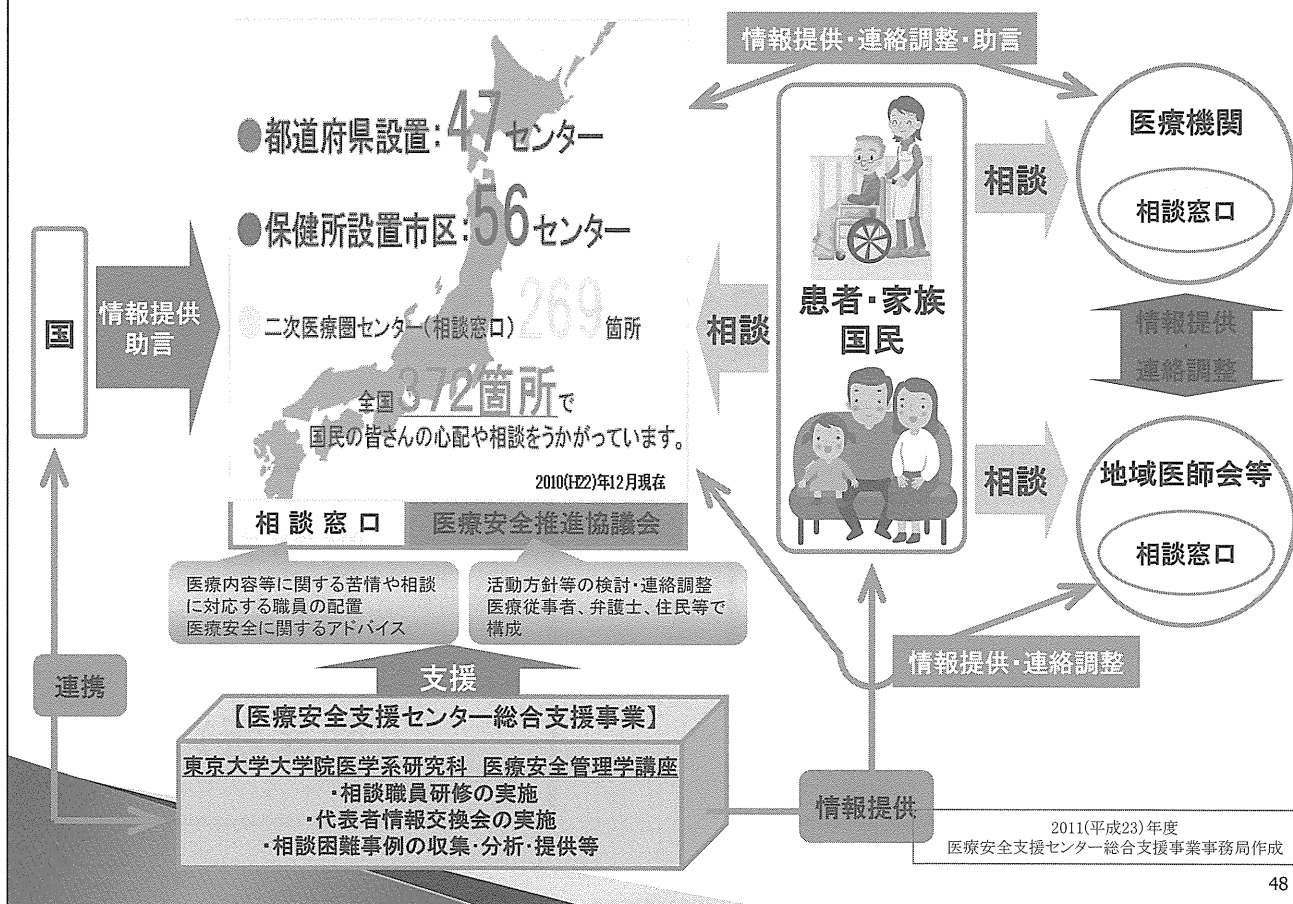 情報提供・連絡調整・助言
●都道府県設置：47センター
●保健所設置市区：56センター
二次医療圏センター（相談窓口）269箇所
全国372箇所で
国民の皆さんの心配や相談をうかがっています。
2010(H22)年12月現在
相談窓口
医療安全推進協議会
国
情報提供
助言
相談
患者・家族
国民
相談
医療機関
相談窓口
情報提供
・
連絡調整
相談
地域医師会等
相談窓口
情報提供・連絡調整
医療内容等に関する苦情や相談
に対応する職員の配置
医療安全に関するアドバイス
活動方針等の検討・連絡調整
医療従事者、弁護士、住民等で
構成
連携
支援
【医療安全支援センター総合支援事業】
東京大学大学院医学系研究科 医療安全管理学講座
・相談職員研修の実施
・代表者情報交換会の実施
・相談困難事例の収集・分析・提供等
情報提供
2011(平成23)年度
医療安全支援センター総合支援事業事務局作成
48